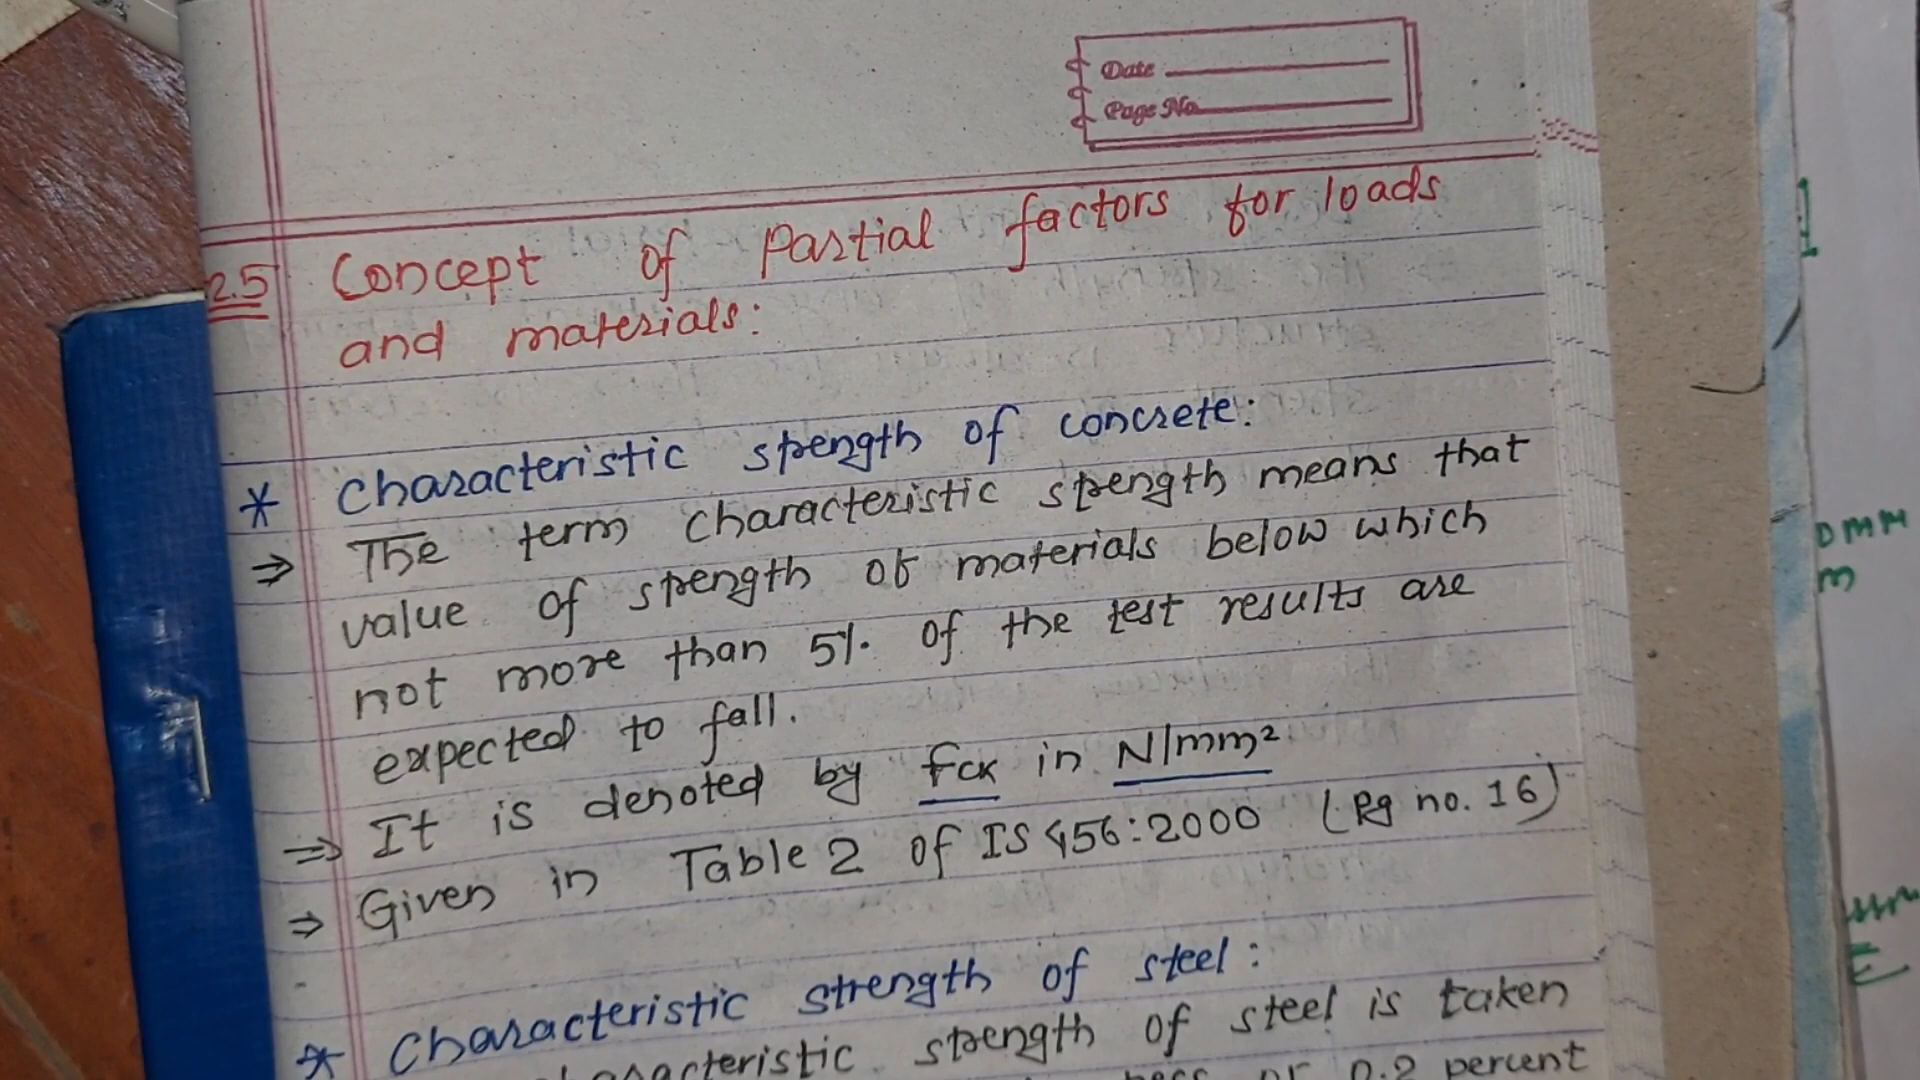 Date
Page No.
2.5 Concept of Partial factors for loads
and materials:
* Characteristic strength of concrete:
⇒ The term characteristic strength means that
value of strength of materials below which
not more than 5%. of the test results are
expected to fall.
⇒ It is denoted by fck in N/mm²
⇒ Given in Table 2 of IS 456:2000 (Pg no. 16)
* Characteristic strength of steel:
characteristic strength of steel is taken
or 0.2 percent